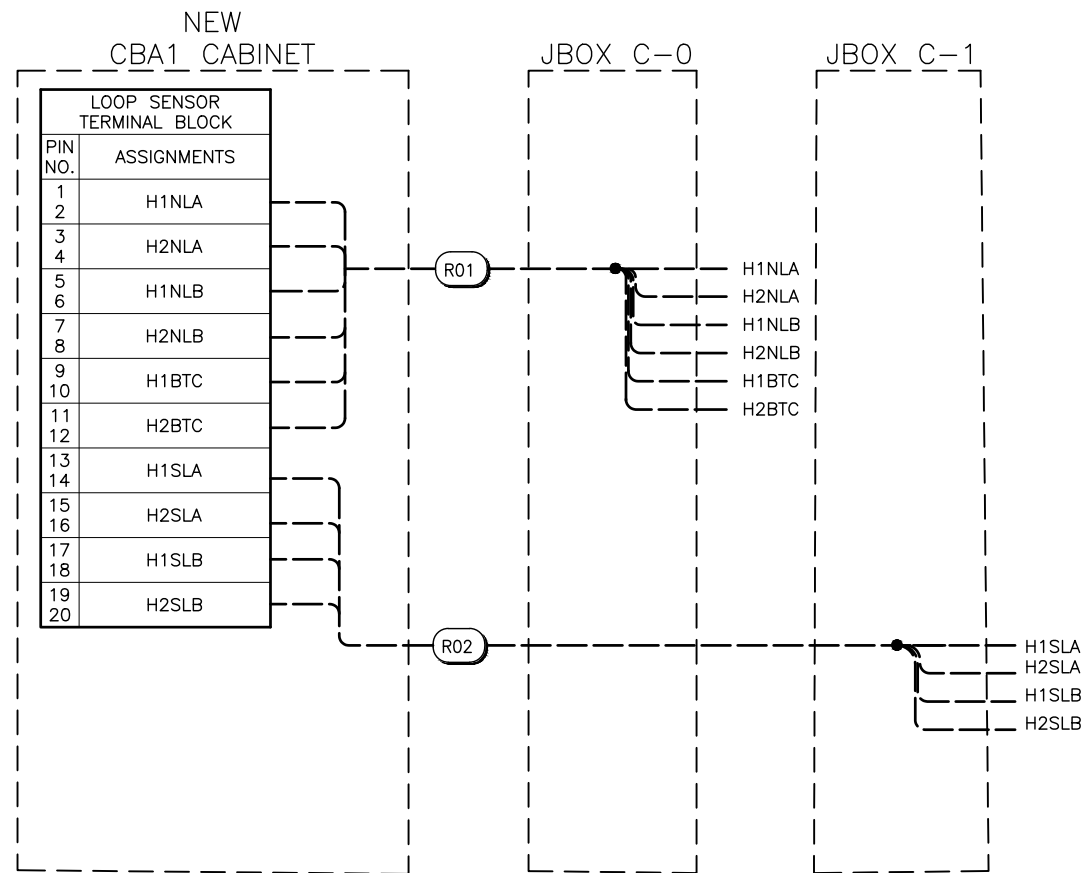 NEW
CBA1 CABINET
JBOX C-0
JBOX C-1
LOOP SENSOR
TERMINAL BLOCK
PIN
NO.
ASSIGNMENTS
1
2
H1NLA
3
4
H2NLA
5
6
H1NLB
7
8
H2NLB
9
10
H1BTC
11
12
H2BTC
13
14
H1SLA
15
16
H2SLA
17
18
H1SLB
19
20
H2SLB
R01
H1NLA
H2NLA
H1NLB
H2NLB
H1BTC
H2BTC
R02
H1SLA
H2SLA
H1SLB
H2SLB